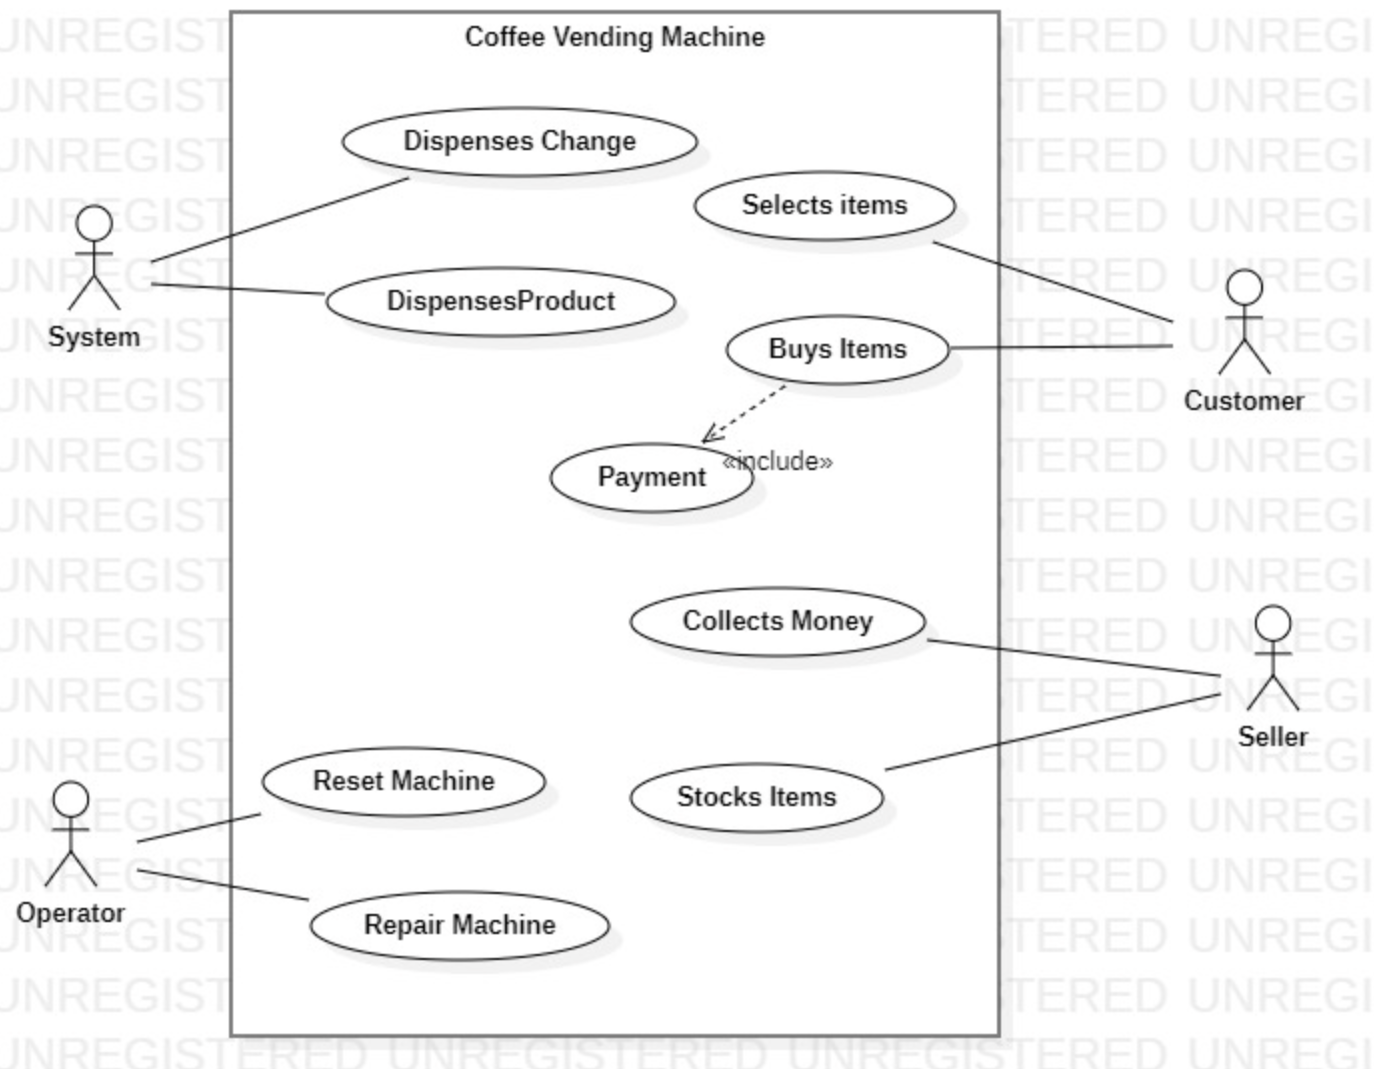 Coffee Vending Machine
Dispenses Change
Selects items
System
DispensesProduct
Buys Items
Customer
«include»
Payment
Collects Money
Seller
Reset Machine
Stocks Items
Operator
Repair Machine
UNREGISTERED UNREGISTERED UNREGISTERED UNREGI